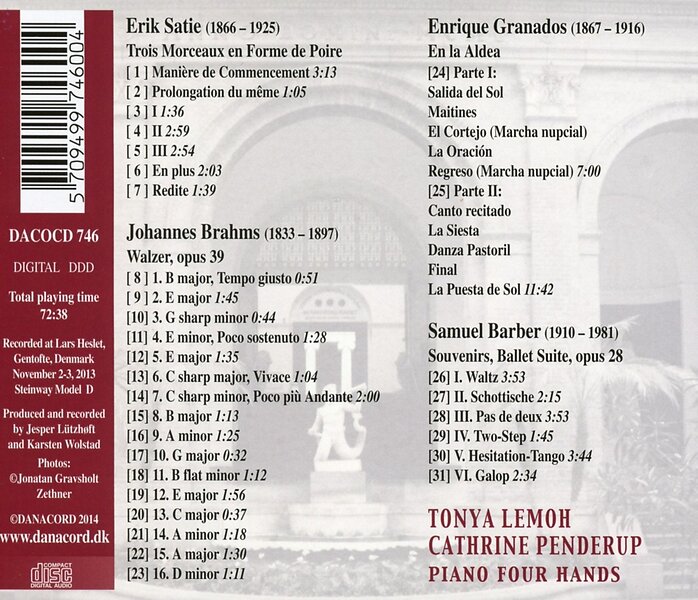 5 709499 746004
DACOCD 746
DIGITAL DDD
Total playing time
72:38
Recorded at Lars Heslet,
Gentofte, Denmark
November 2-3, 2013
Steinway Model D
Produced and recorded
by Jesper Lützhøft
and Karsten Wolstad
Photos:
©Jonatan Gravsholt
Zethner
©DANACORD 2014
www.danacord.dk
COMPACT
disc
DIGITAL AUDIO
Erik Satie (1866 – 1925)
Trois Morceaux en Forme de Poire
[ 1 ] Manière de Commencement 3:13
[ 2 ] Prolongation du même 1:05
[ 3 ] I 1:36
[ 4 ] II 2:59
[ 5 ] III 2:54
[ 6 ] En plus 2:03
[ 7 ] Redite 1:39
Johannes Brahms (1833 – 1897)
Walzer, opus 39
[ 8 ] 1. B major, Tempo giusto 0:51
[ 9 ] 2. E major 1:45
[10] 3. G sharp minor 0:44
[11] 4. E minor, Poco sostenuto 1:28
[12] 5. E major 1:35
[13] 6. C sharp major, Vivace 1:04
[14] 7. C sharp minor, Poco più Andante 2:00
[15] 8. B major 1:13
[16] 9. A minor 1:25
[17] 10. G major 0:32
[18] 11. B flat minor 1:12
[19] 12. E major 1:56
[20] 13. C major 0:37
[21] 14. A minor 1:18
[22] 15. A major 1:30
[23] 16. D minor 1:11
Enrique Granados (1867 – 1916)
En la Aldea
[24] Parte I:
Salida del Sol
Maitines
El Cortejo (Marcha nupcial)
La Oración
Regreso (Marcha nupcial) 7:00
[25] Parte II:
Canto recitado
La Siesta
Danza Pastoril
Final
La Puesta de Sol 11:42
Samuel Barber (1910 – 1981)
Souvenirs, Ballet Suite, opus 28
[26] I. Waltz 3:53
[27] II. Schottische 2:15
[28] III. Pas de deux 3:53
[29] IV. Two-Step 1:45
[30] V. Hesitation-Tango 3:44
[31] VI. Galop 2:34
TONYA LEMOH
CATHRINE PENDERUP
PIANO FOUR HANDS